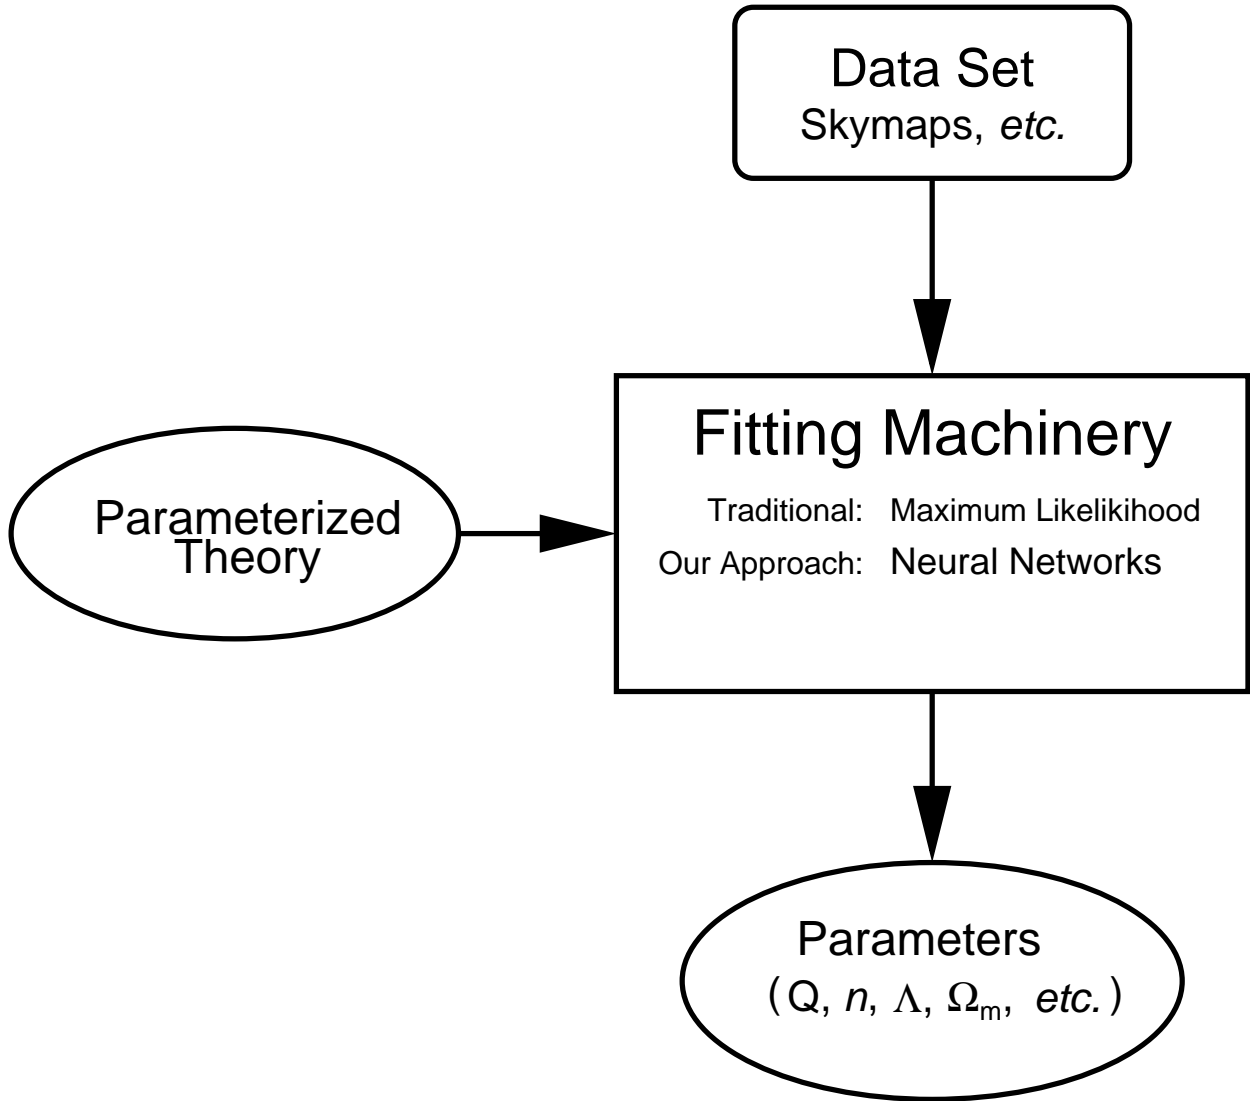 Data Set
Skymaps, etc.
Fitting Machinery
Traditional: Maximum Likelikihood
Our Approach: Neural Networks
Parameterized
Theory
Parameters
(Q, n, Λ, Ωm, etc.)